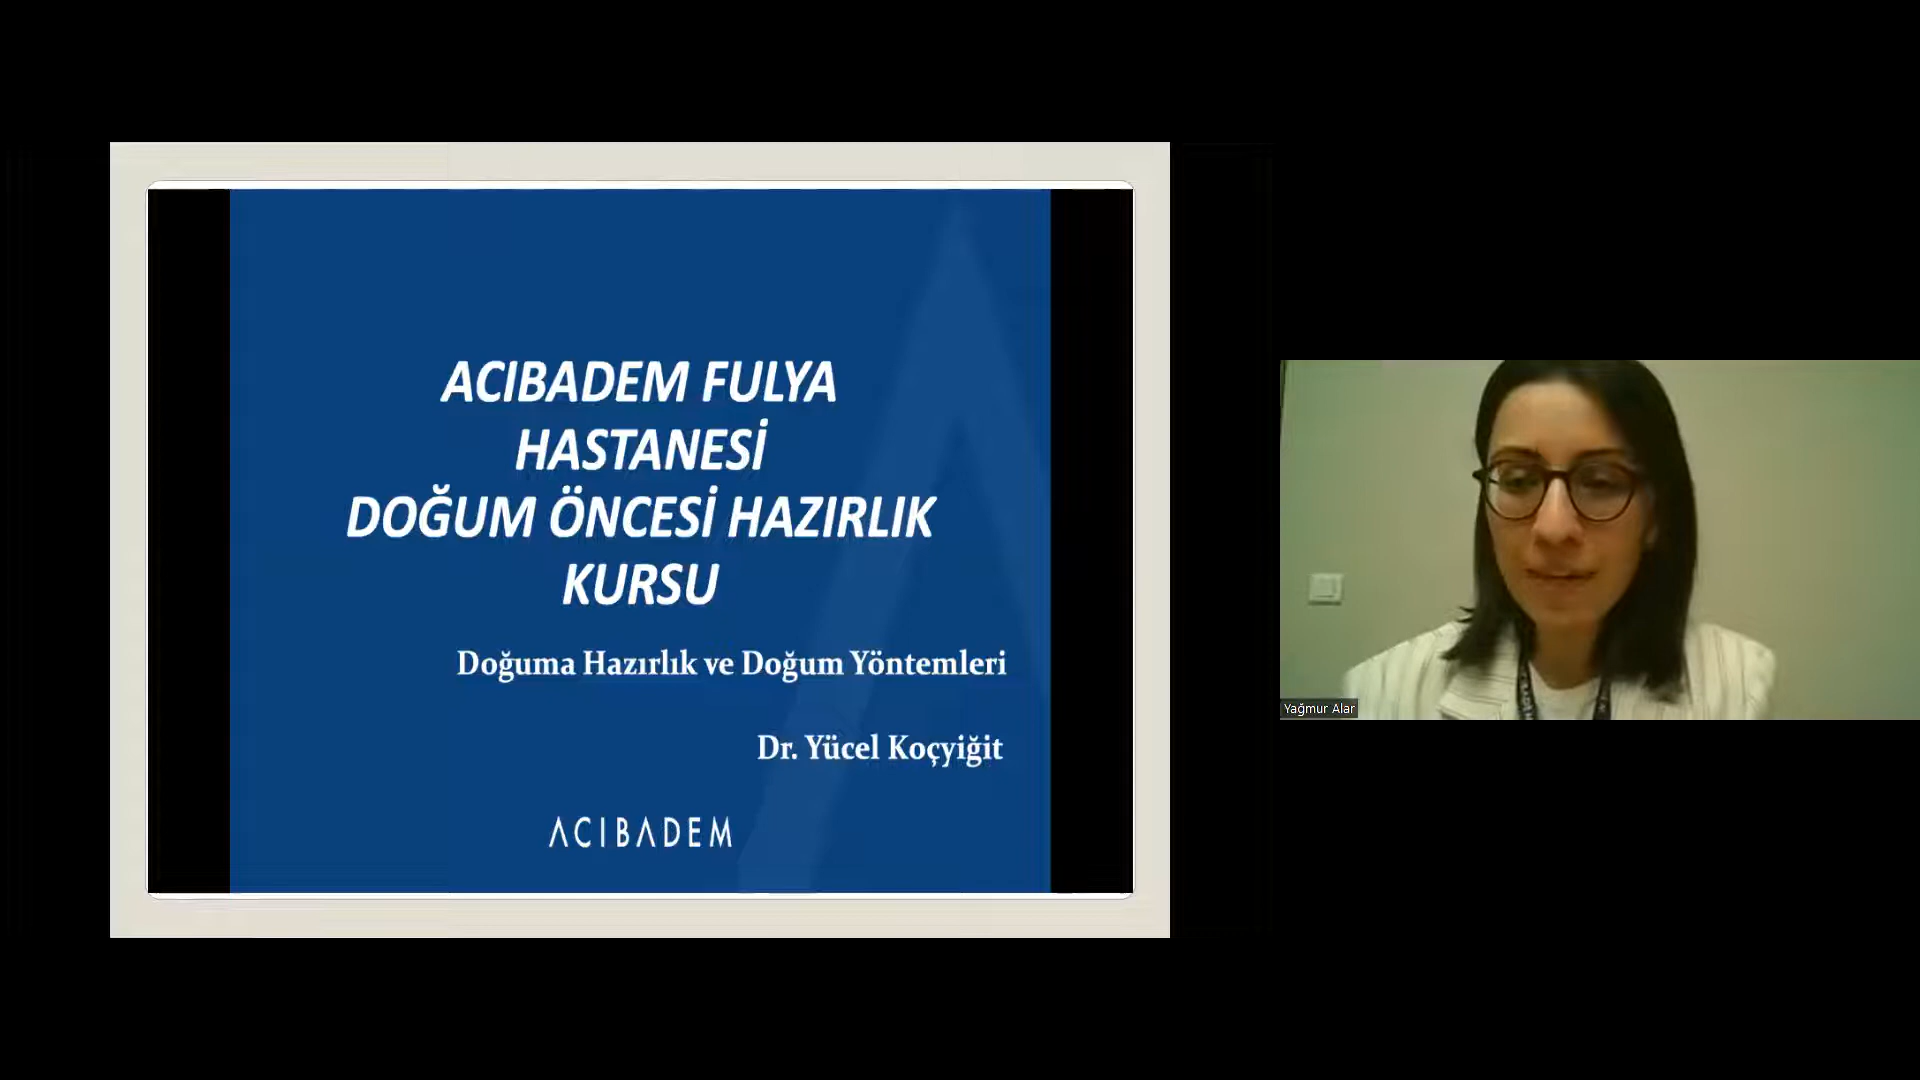 ACIBADEM FULYA
HASTANESİ
DOĞUM ÖNCESİ HAZIRLIK
KURSU
Doğuma Hazırlık ve Doğum Yöntemleri
Dr. Yücel Koçyiğit
ACIBADEM
Yağmur Alar